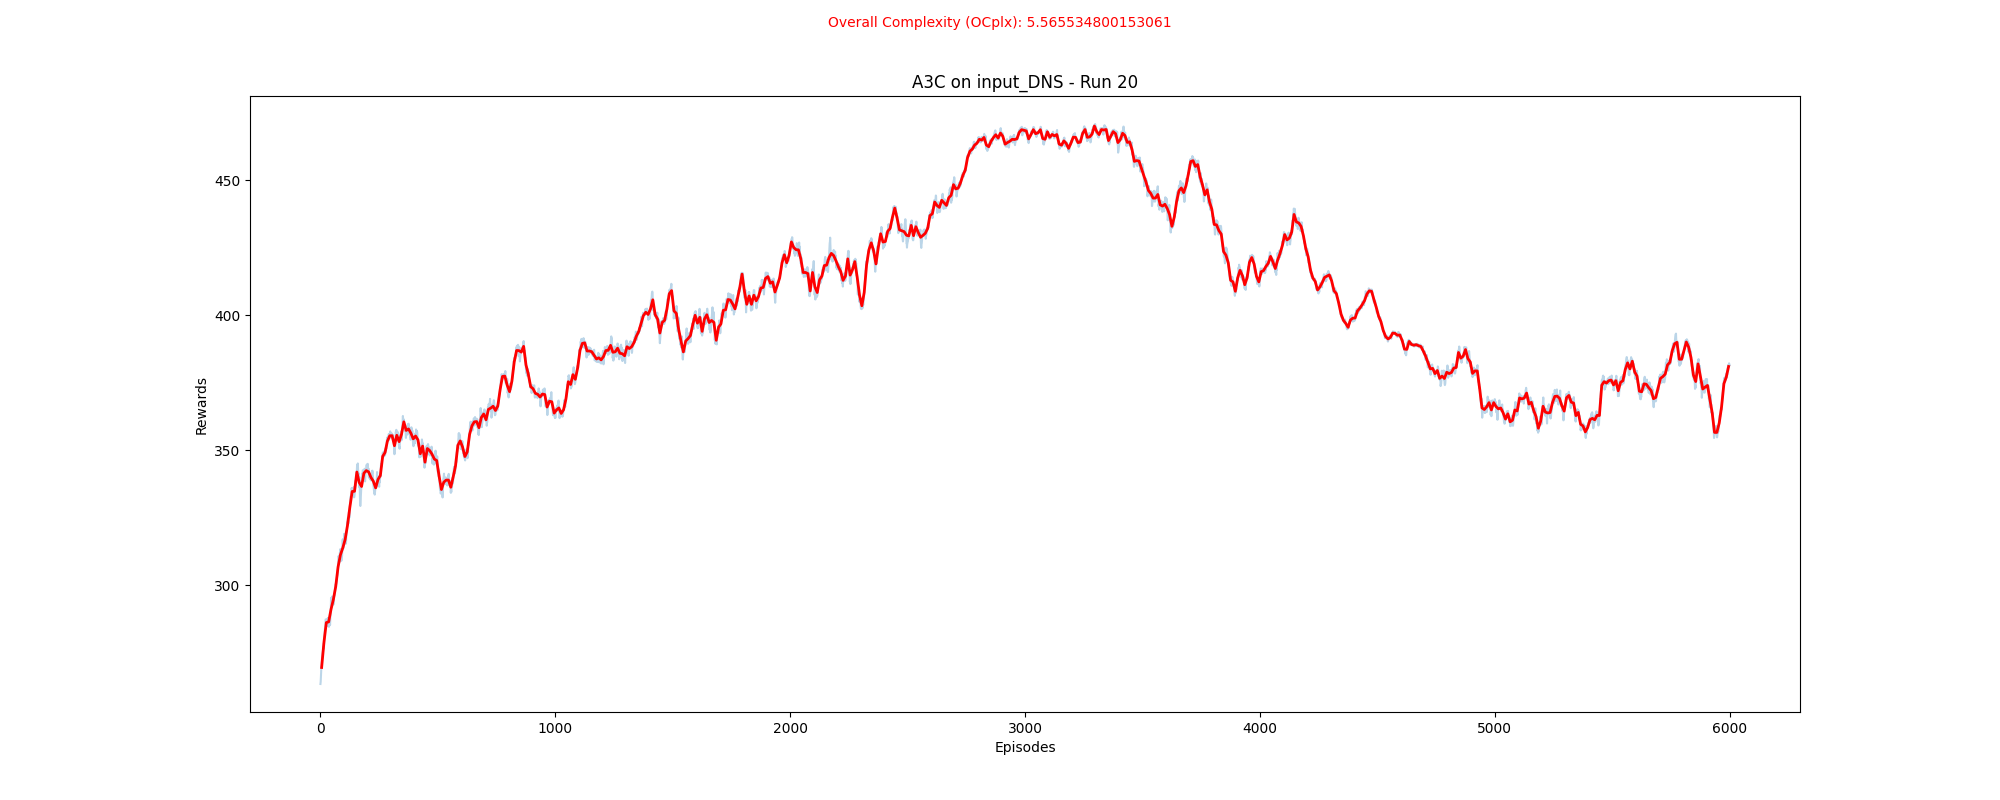 Overall Complexity (OCplx): 5.565534800153061
A3C on input_DNS - Run 20
450
400
350
300
Rewards
0 1000 2000 3000 4000 5000 6000
Episodes